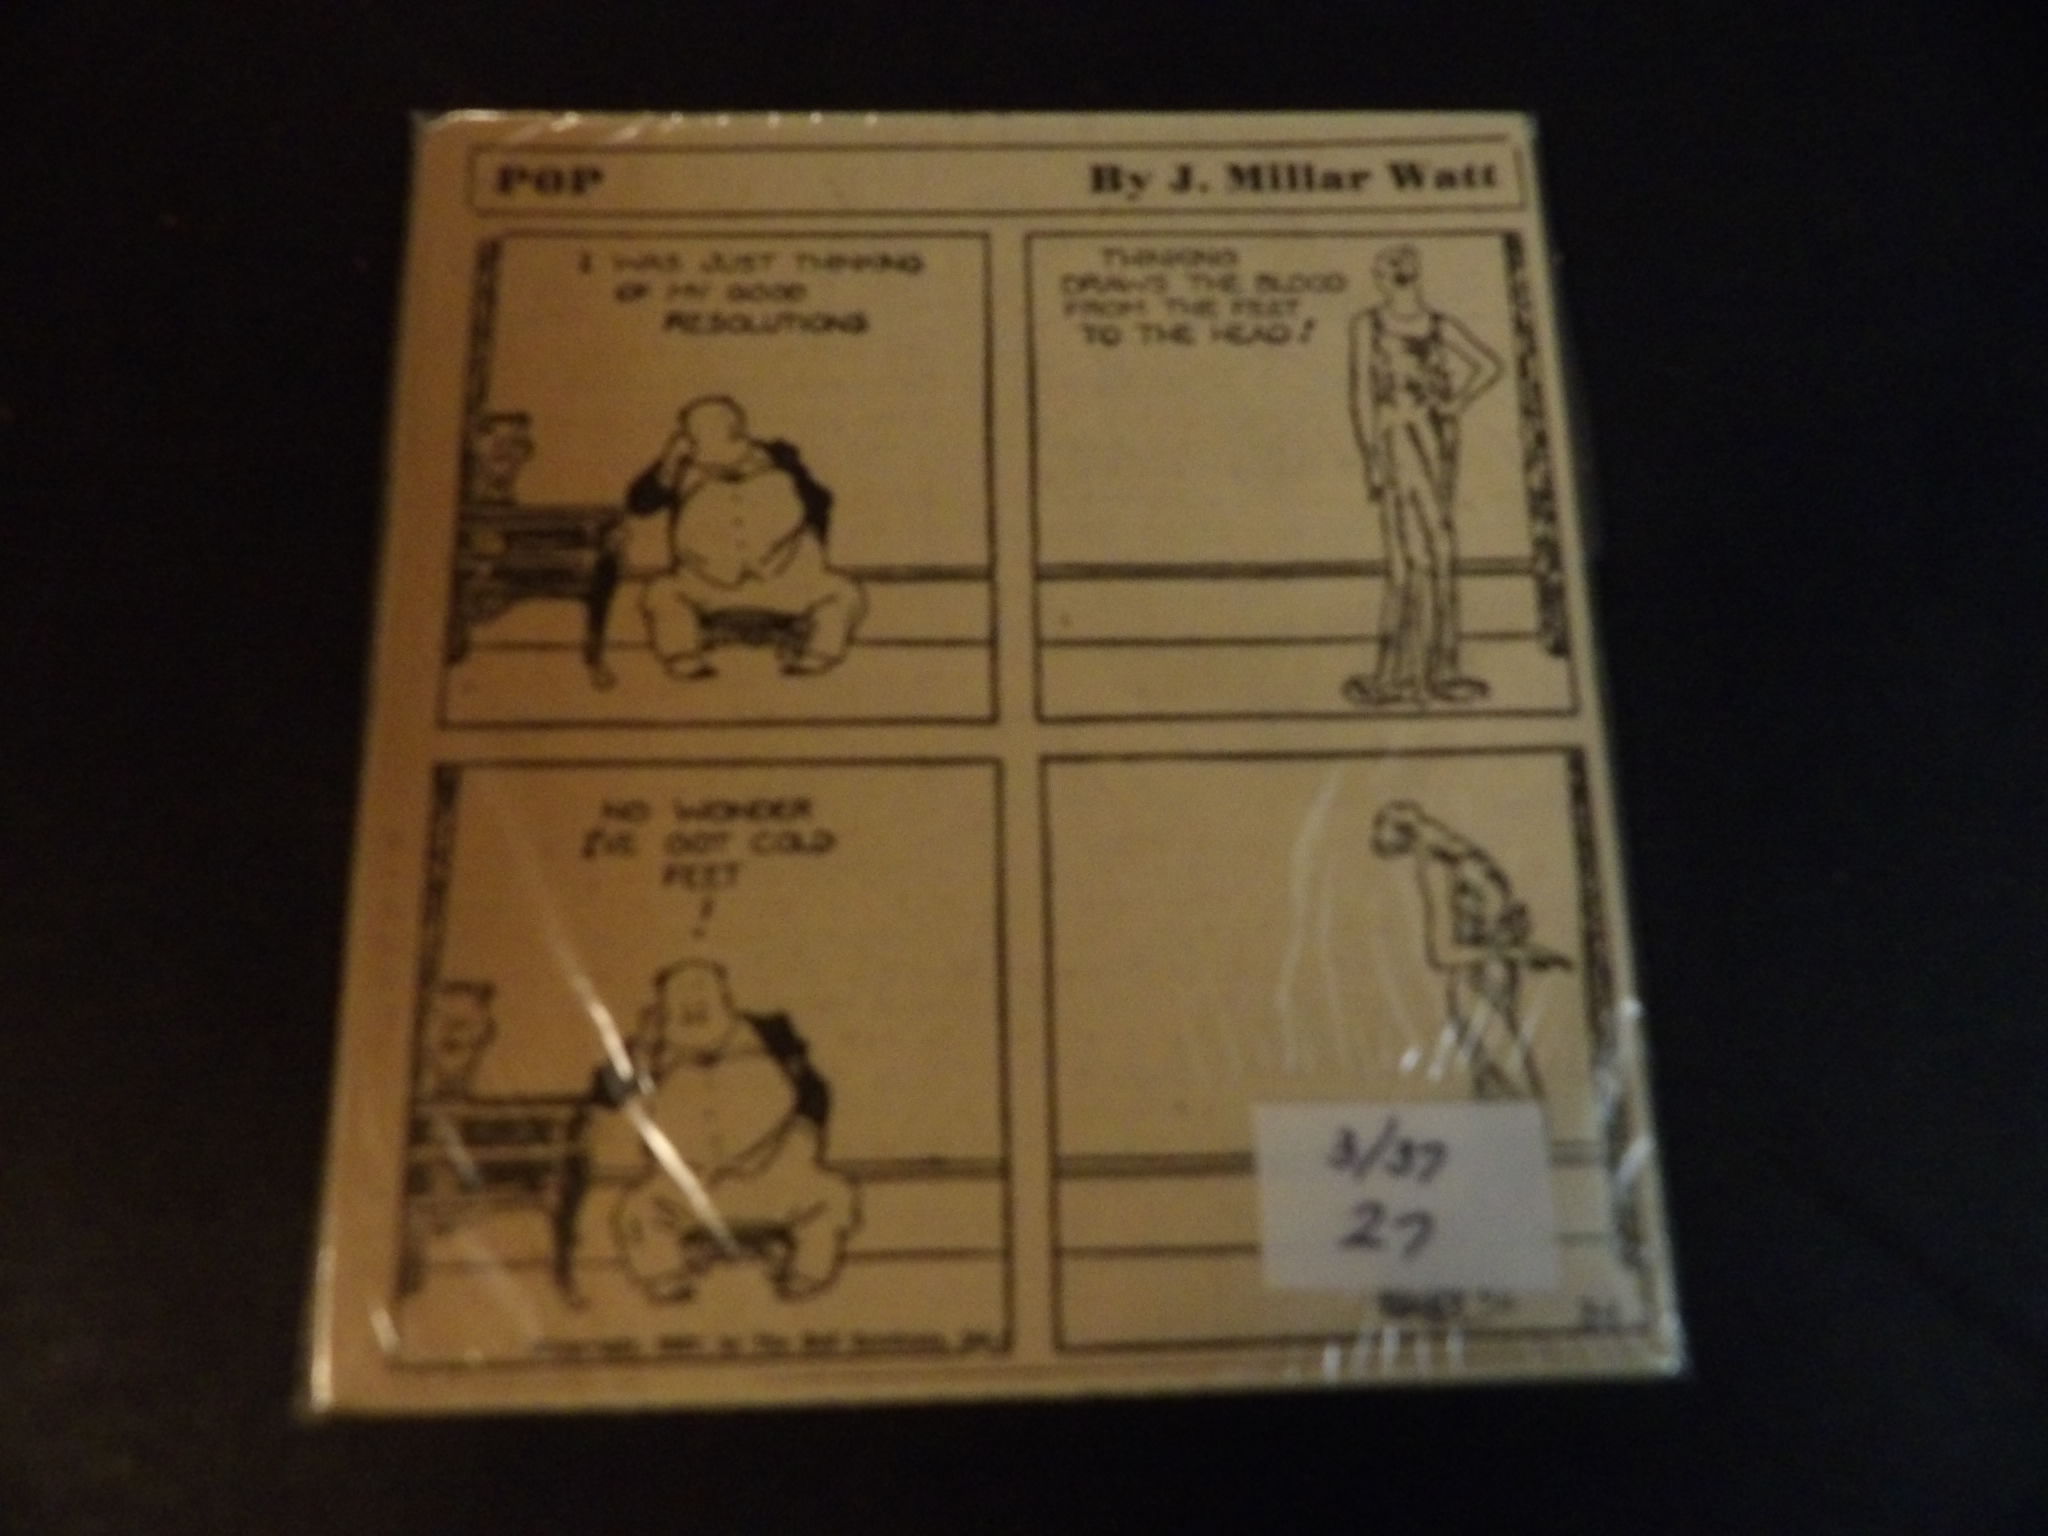 POP By J. Millar Watt
I WAS JUST THINKING
OF MY GOOD
RESOLUTIONS
THINKING
DRAWS THE BLOOD
FROM THE FEET
TO THE HEAD!
NO WONDER
I'VE GOT COLD
FEET
!
3/37
27